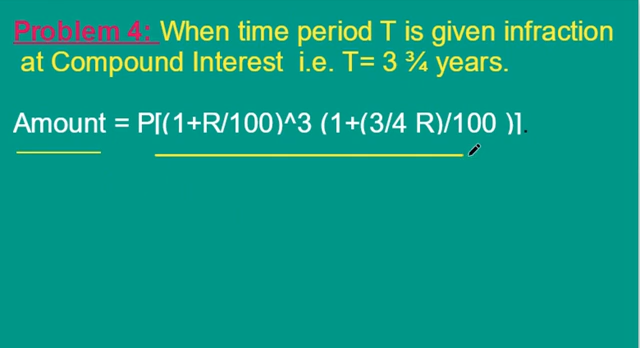 Problem 4: When time period T is given infraction
at Compound Interest i.e. T= 3 ¾ years.
Amount = P[(1+R/100)^3 (1+(3/4 R)/100 )].